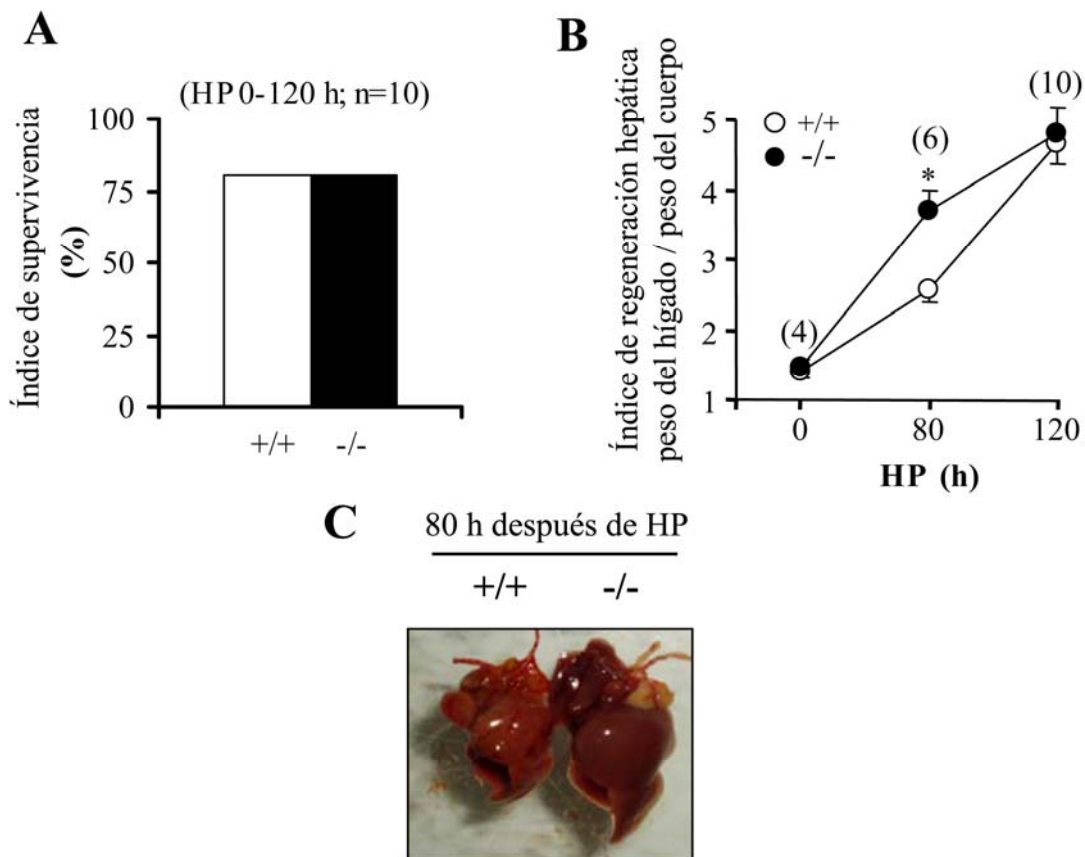 A
(HP 0-120 h; n=10)
Índice de supervivencia
(%)
100
75
50
25
0
+/+ -/-
B
Índice de regeneración hepática
peso del hígado / peso del cuerpo
+/+
-/-
(4)
(6)
*
(10)
5
4
3
2
1
0 80 120
HP (h)
C
80 h después de HP
+/+ -/-